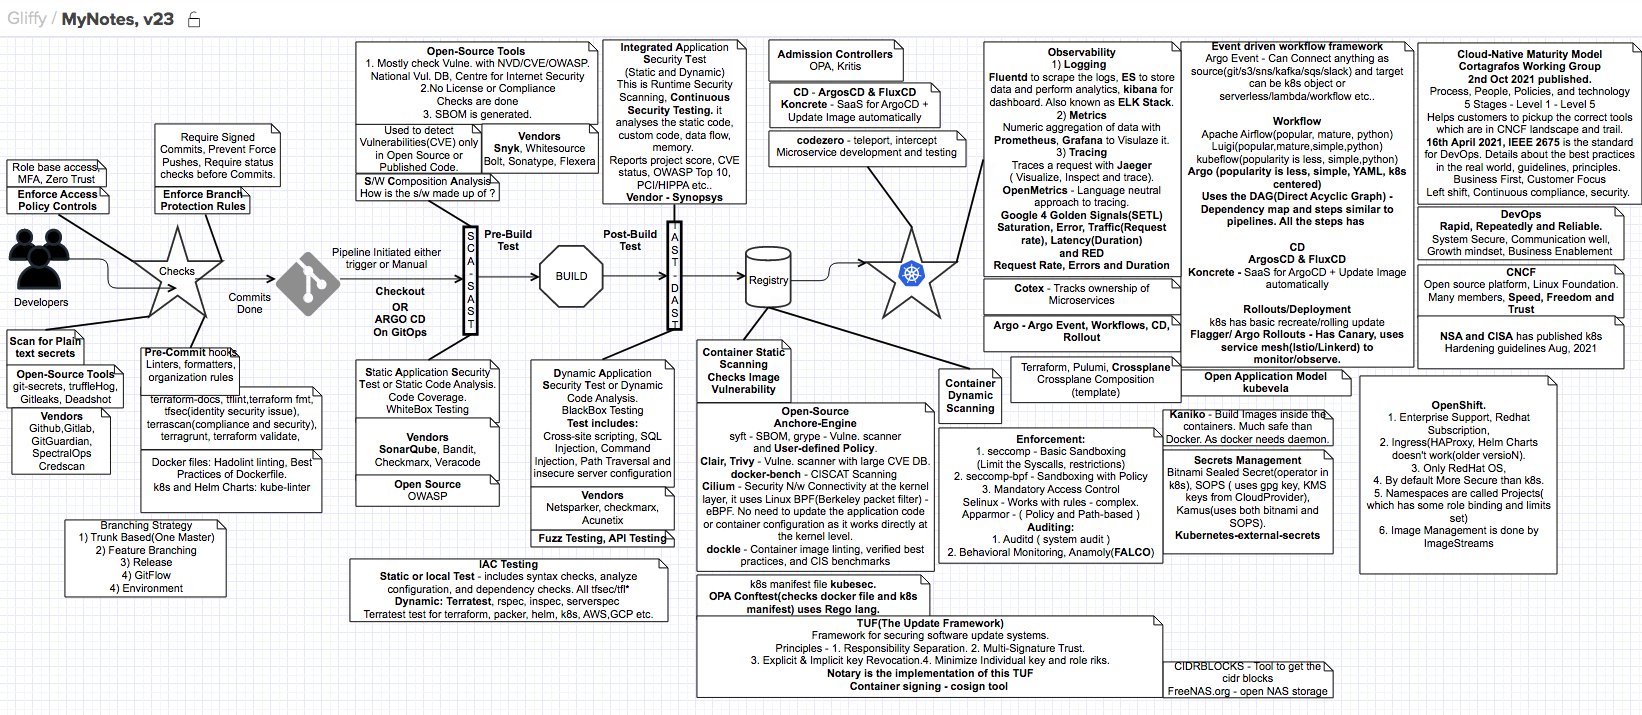 Gliffy / MyNotes, v23
Role base access,
MFA, Zero Trust
Enforce Access
Policy Controls
Require Signed
Commits, Prevent Force
Pushes, Require status
checks before Commits.
Enforce Branch
Protection Rules
Developers
Checks
Commits
Done
Scan for Plain
text secrets
Open-Source Tools
git-secrets, truffleHog,
Gitleaks, Deadshot
Vendors
Github,Gitlab,
GitGuardian,
SpectralOps
Credscan
Pre-Commit hooks
Linters, formatters,
organization rules
terraform-docs, tflint,terraform fmt,
tfsec(identity security issue),
terrascan(compliance and security),
terragrunt, terraform validate,
Docker files: Hadolint linting, Best
Practices of Dockerfile.
k8s and Helm Charts: kube-linter
Branching Strategy
1) Trunk Based(One Master)
2) Feature Branching
3) Release
4) GitFlow
4) Environment
Open-Source Tools
1. Mostly check Vulne. with NVD/CVE/OWASP.
National Vul. DB, Centre for Internet Security
2.No License or Compliance
Checks are done
3. SBOM is generated.
Used to detect
Vulnerabilities(CVE) only
in Open Source or
Published Code.
Vendors
Snyk, Whitesource
Bolt, Sonatype, Flexera
S/W Composition Analysis
How is the s/w made up of ?
Pipeline Initiated either
trigger or Manual
Checkout
OR
ARGO CD
On GitOps
SCA-SAST
Pre-Build
Test
BUILD
Post-Build
Test
IAST-DAST
Static Application Security
Test or Static Code Analysis.
Code Coverage.
WhiteBox Testing
Vendors
SonarQube, Bandit,
Checkmarx, Veracode
Open Source
OWASP
Integrated Application
Security Test
(Static and Dynamic)
This is Runtime Security
Scanning, Continuous
Security Testing. it
analyses the static code,
custom code, data flow,
memory.
Reports project score, CVE
status, OWASP Top 10,
PCI/HIPPA etc..
Vendor - Synopsys
Dynamic Application
Security Test or Dynamic
Code Analysis.
BlackBox Testing
Test includes:
Cross-site scripting, SQL
Injection, Command
Injection, Path Traversal and
insecure server configuration
Vendors
Netsparker, checkmarx,
Acunetix
Fuzz Testing, API Testing
IAC Testing
Static or local Test - includes syntax checks, analyze
configuration, and dependency checks. All tfsec/tfl*
Dynamic: Terratest, rspec, inspec, serverspec
Terratest test for terraform, packer, helm, k8s, AWS,GCP etc.
Registry
Admission Controllers
OPA, Kritis
CD - ArgosCD & FluxCD
Koncrete - SaaS for ArgoCD +
Update Image automatically
codezero - teleport, intercept
Microservice development and testing
Container Static
Scanning
Checks Image
Vulnerability
Open-Source
Anchore-Engine
syft - SBOM, grype - Vulne. scanner
and User-defined Policy.
Clair, Trivy - Vulne. scanner with large CVE DB.
docker-bench - CISCAT Scanning
Cilium - Security N/w Connectivity at the kernel
layer, it uses Linux BPF(Berkeley packet filter) -
eBPF. No need to update the application code
or container configuration as it works directly at
the kernel level.
dockle - Container image linting, verified best
practices, and CIS benchmarks
k8s manifest file kubesec.
OPA Conftest(checks docker file and k8s
manifest) uses Rego lang.
TUF(The Update Framework)
Framework for securing software update systems.
Principles - 1. Responsibility Separation. 2. Multi-Signature Trust.
3. Explicit & Implicit key Revocation.4. Minimize Individual key and role riks.
Notary is the implementation of this TUF
Container signing - cosign tool
Container
Dynamic
Scanning
Enforcement:
1. seccomp - Basic Sandboxing
(Limit the Syscalls, restrictions)
2. seccomp-bpf - Sandboxing with Policy
3. Mandatory Access Control
Selinux - Works with rules - complex.
Apparmor - ( Policy and Path-based )
Auditing:
1. Auditd ( system audit )
2. Behavioral Monitoring, Anamoly(FALCO)
Observability
1) Logging
Fluentd to scrape the logs, ES to store
data and perform analytics, kibana for
dashboard. Also known as ELK Stack.
2) Metrics
Numeric aggregation of data with
Prometheus, Grafana to Visulaze it.
3) Tracing
Traces a request with Jaeger
( Visualize, Inspect and trace).
OpenMetrics - Language neutral
approach to tracing.
Google 4 Golden Signals(SETL)
Saturation, Error, Traffic(Request
rate), Latency(Duration)
and RED
Request Rate, Errors and Duration
Cotex - Tracks ownership of
Microservices
Argo - Argo Event, Workflows, CD,
Rollout
Terraform, Pulumi, Crossplane
Crossplane Composition
(template)
Event driven workflow framework
Argo Event - Can Connect anything as
source(git/s3/sns/kafka/sqs/slack) and target
can be k8s object or
serverless/lambda/workflow etc..
Workflow
Apache Airflow(popular, mature, python)
Luigi(popular,mature,simple,python)
kubeflow(popularity is less, simple,python)
Argo (popularity is less, simple, YAML, k8s
centered)
Uses the DAG(Direct Acyclic Graph) -
Dependency map and steps similar to
pipelines. All the steps has
CD
ArgosCD & FluxCD
Koncrete - SaaS for ArgoCD + Update Image
automatically
Rollouts/Deployment
k8s has basic recreate/rolling update
Flagger/ Argo Rollouts - Has Canary, uses
service mesh(Istio/Linkerd) to
monitor/observe.
Open Application Model
kubevela
Kaniko - Build Images inside the
containers. Much safe than
Docker. As docker needs daemon.
Secrets Management
Bitnami Sealed Secret(operator in
k8s), SOPS ( uses gpg key, KMS
keys from CloudProvider),
Kamus(uses both bitnami and
SOPS).
Kubernetes-external-secrets
CIDRBLOCKS - Tool to get the
cidr blocks
FreeNAS.org - open NAS storage
Cloud-Native Maturity Model
Cortagrafos Working Group
2nd Oct 2021 published.
Process, People, Policies, and technology
5 Stages - Level 1 - Level 5
Helps customers to pickup the correct tools
which are in CNCF landscape and trail.
16th April 2021, IEEE 2675 is the standard
for DevOps. Details about the best practices
in the real world, guidelines, principles.
Business First, Customer Focus
Left shift, Continuous compliance, security.
DevOps
Rapid, Repeatedly and Reliable.
System Secure, Communication well,
Growth mindset, Business Enablement
CNCF
Open source platform, Linux Foundation.
Many members, Speed, Freedom and
Trust
NSA and CISA has published k8s
Hardening guidelines Aug, 2021
OpenShift.
1. Enterprise Support, Redhat
Subscription,
2. Ingress(HAProxy, Helm Charts
doesn't work(older versioN).
3. Only RedHat OS,
4. By default More Secure than k8s.
5. Namespaces are called Projects(
which has some role binding and limits
set)
6. Image Management is done by
ImageStreams